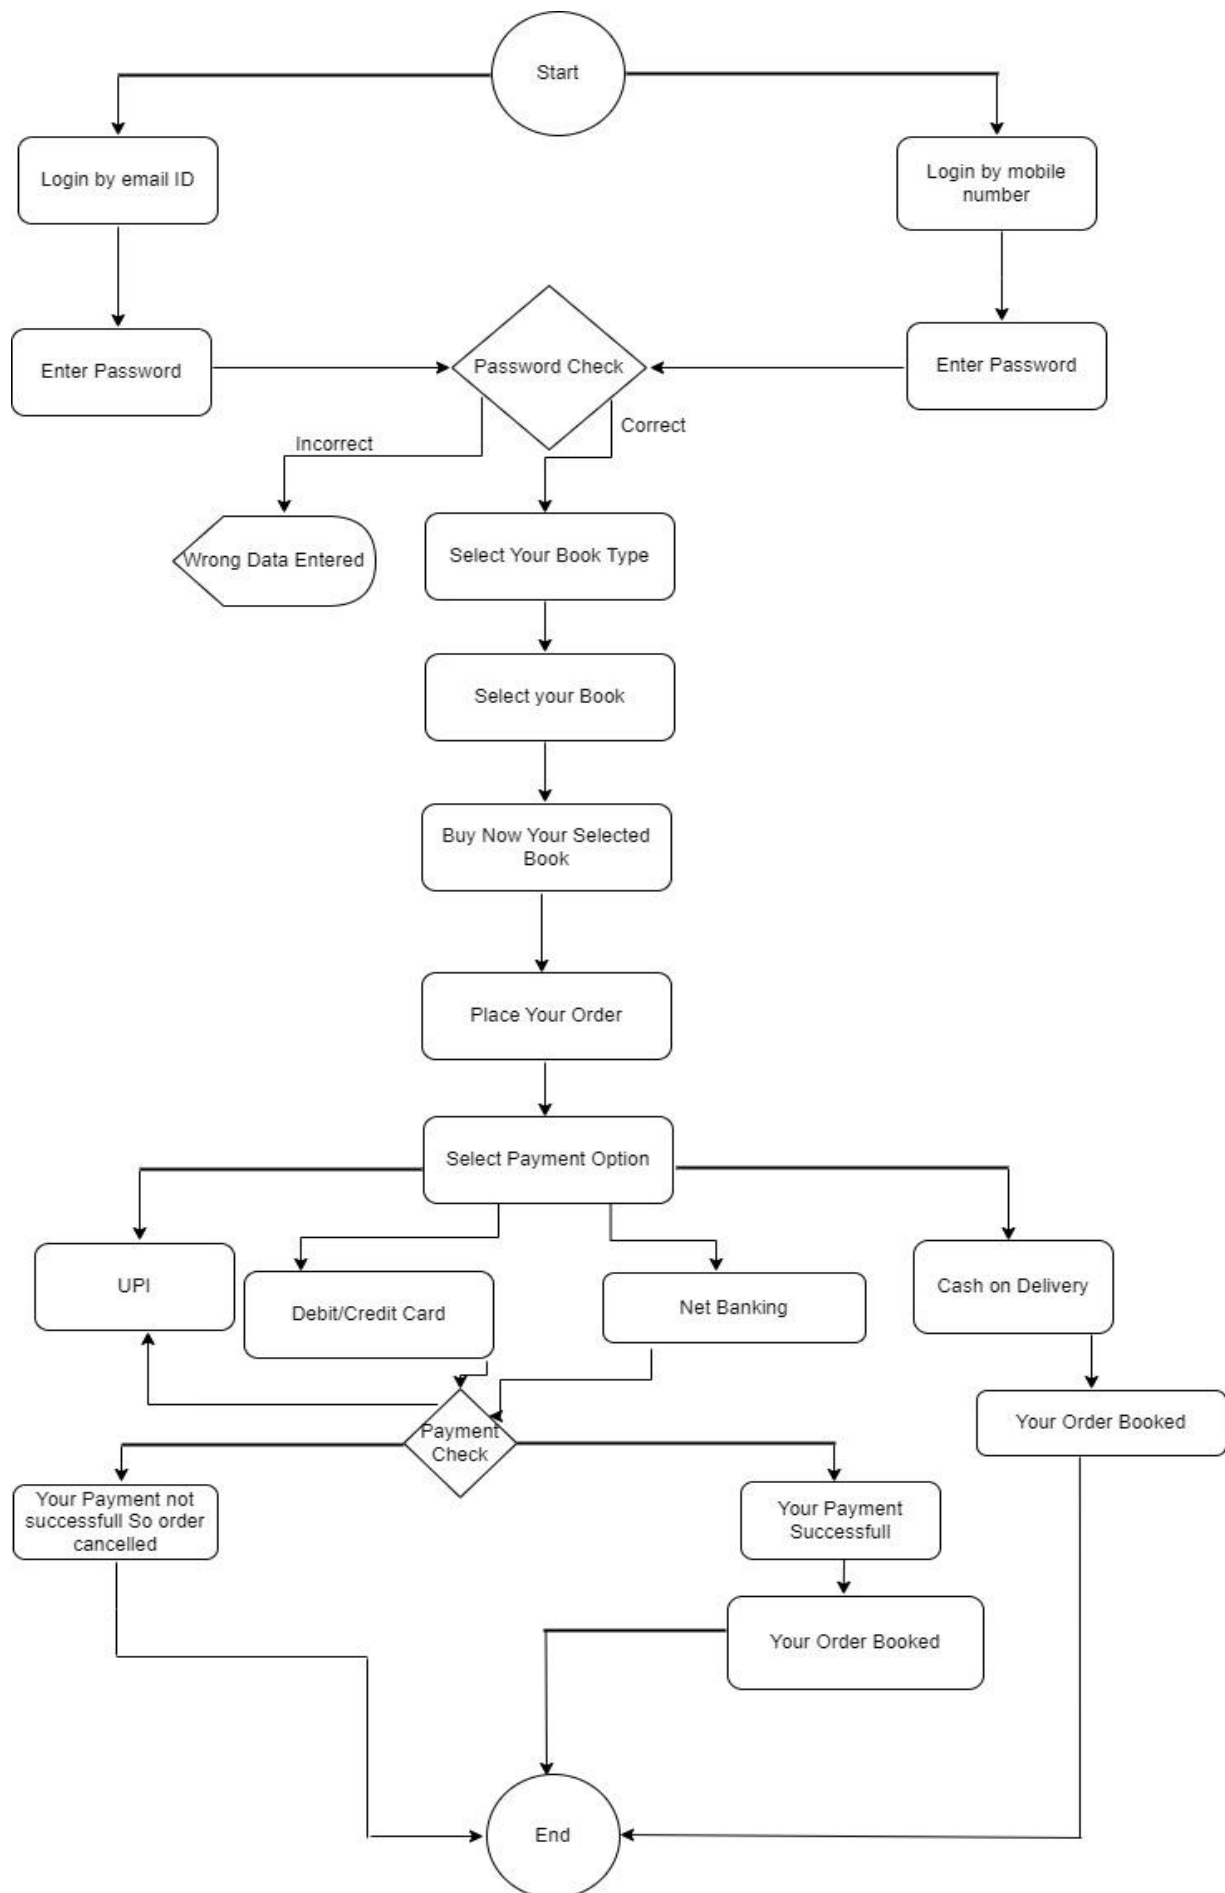 Start
Login by email ID
Login by mobile
number
Enter Password
Password Check
Enter Password
Incorrect
Correct
Wrong Data Entered
Select Your Book Type
Select your Book
Buy Now Your Selected
Book
Place Your Order
Select Payment Option
UPI
Debit/Credit Card
Net Banking
Cash on Delivery
Payment
Check
Your Order Booked
Your Payment not
successfull So order
cancelled
Your Payment
Successfull
Your Order Booked
End